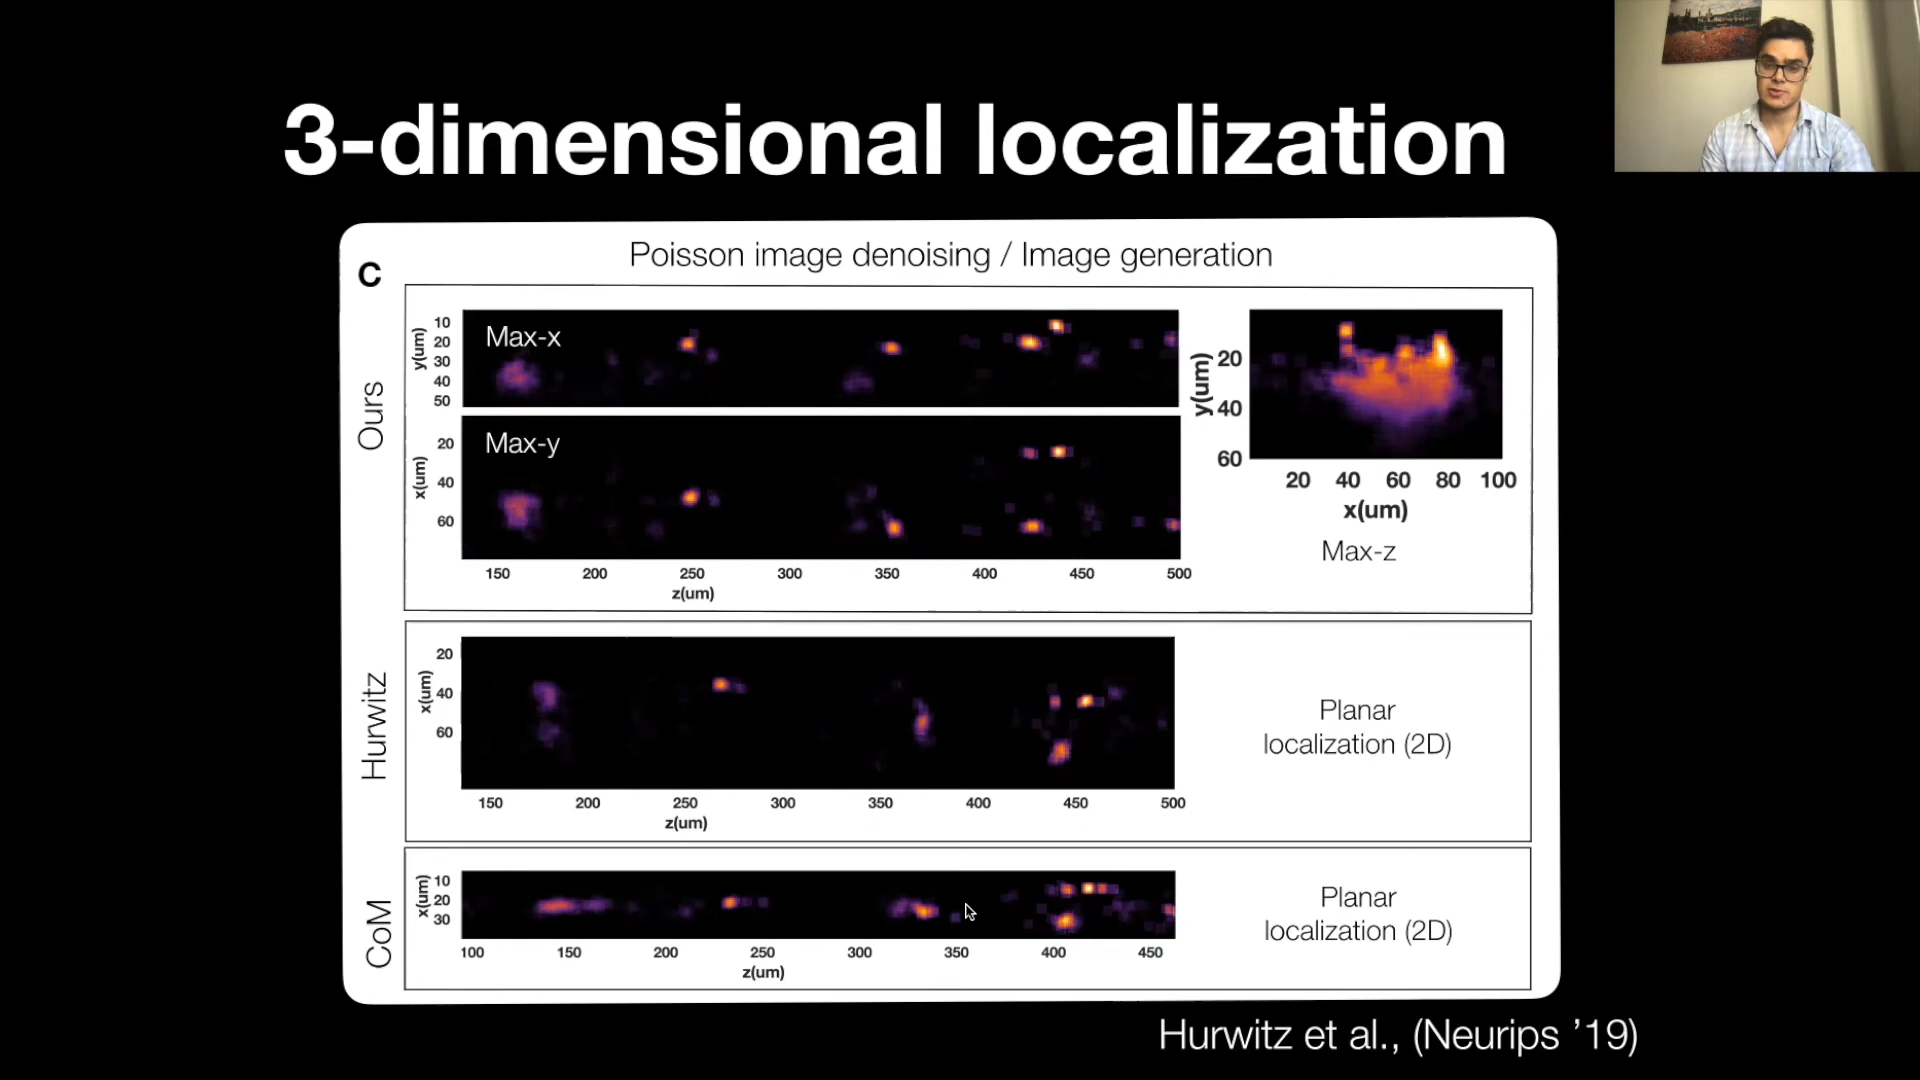 3-dimensional localization
C
Poisson image denoising / Image generation
Ours
Max-x
y(um)
10
20
30
40
50
Max-y
x(um)
20
40
60
150 200 250 300 350 400 450 500
z(um)
y(um)
20
40
60
20 40 60 80 100
x(um)
Max-z
Hurwitz
x(um)
20
40
60
150 200 250 300 350 400 450 500
z(um)
Planar
localization (2D)
CoM
x(um)
10
20
30
100 150 200 250 300 350 400 450
z(um)
Planar
localization (2D)
Hurwitz et al., (Neurips ’19)